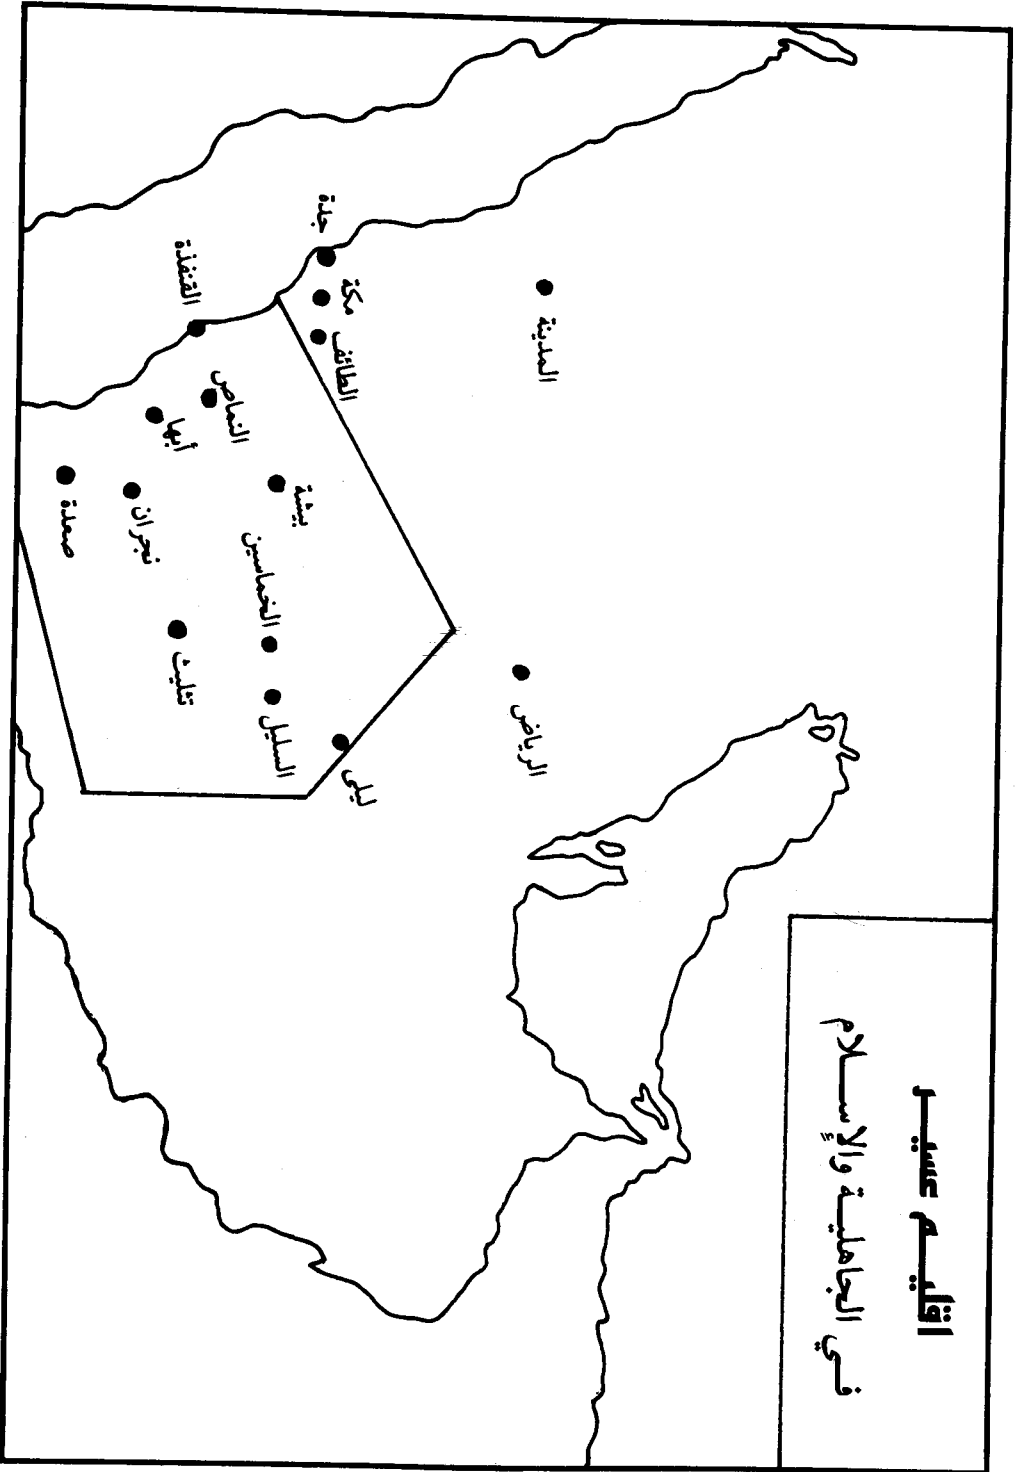 اقليم عسير
في الجاهلية والإسلام
المدينة
جدة
مكة
الطائف
القنفذة
النماص
أبها
بيشة
صعدة
نجران
الخماسين
تثليث
السليل
ليلى
الرياض